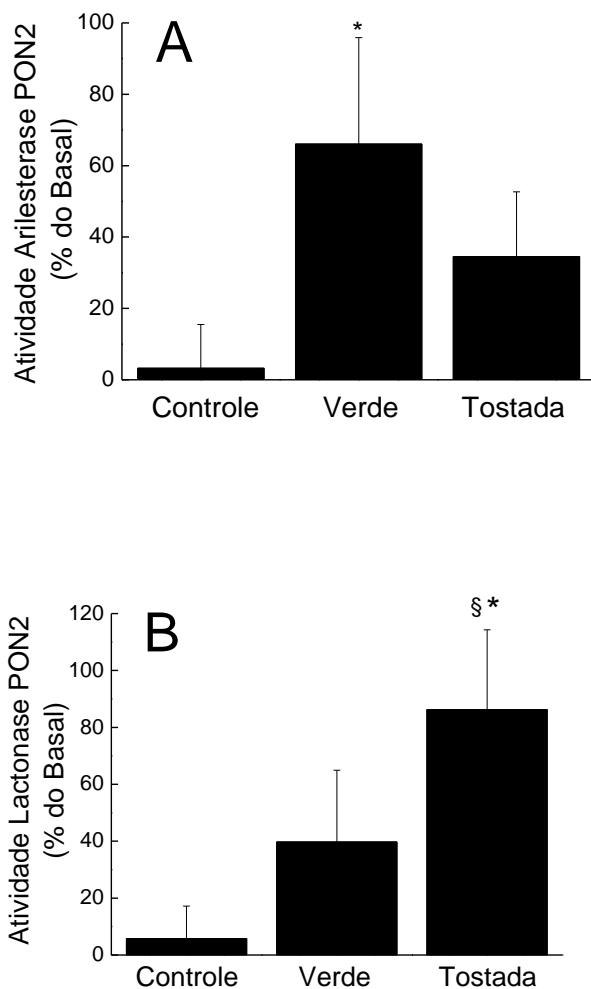 A
Atividade Arilesterase PON2
(% do Basal)
100
80
60
40
20
0
*
Controle Verde Tostada
B
Atividade Lactonase PON2
(% do Basal)
120
100
80
60
40
20
0
§ *
Controle Verde Tostada